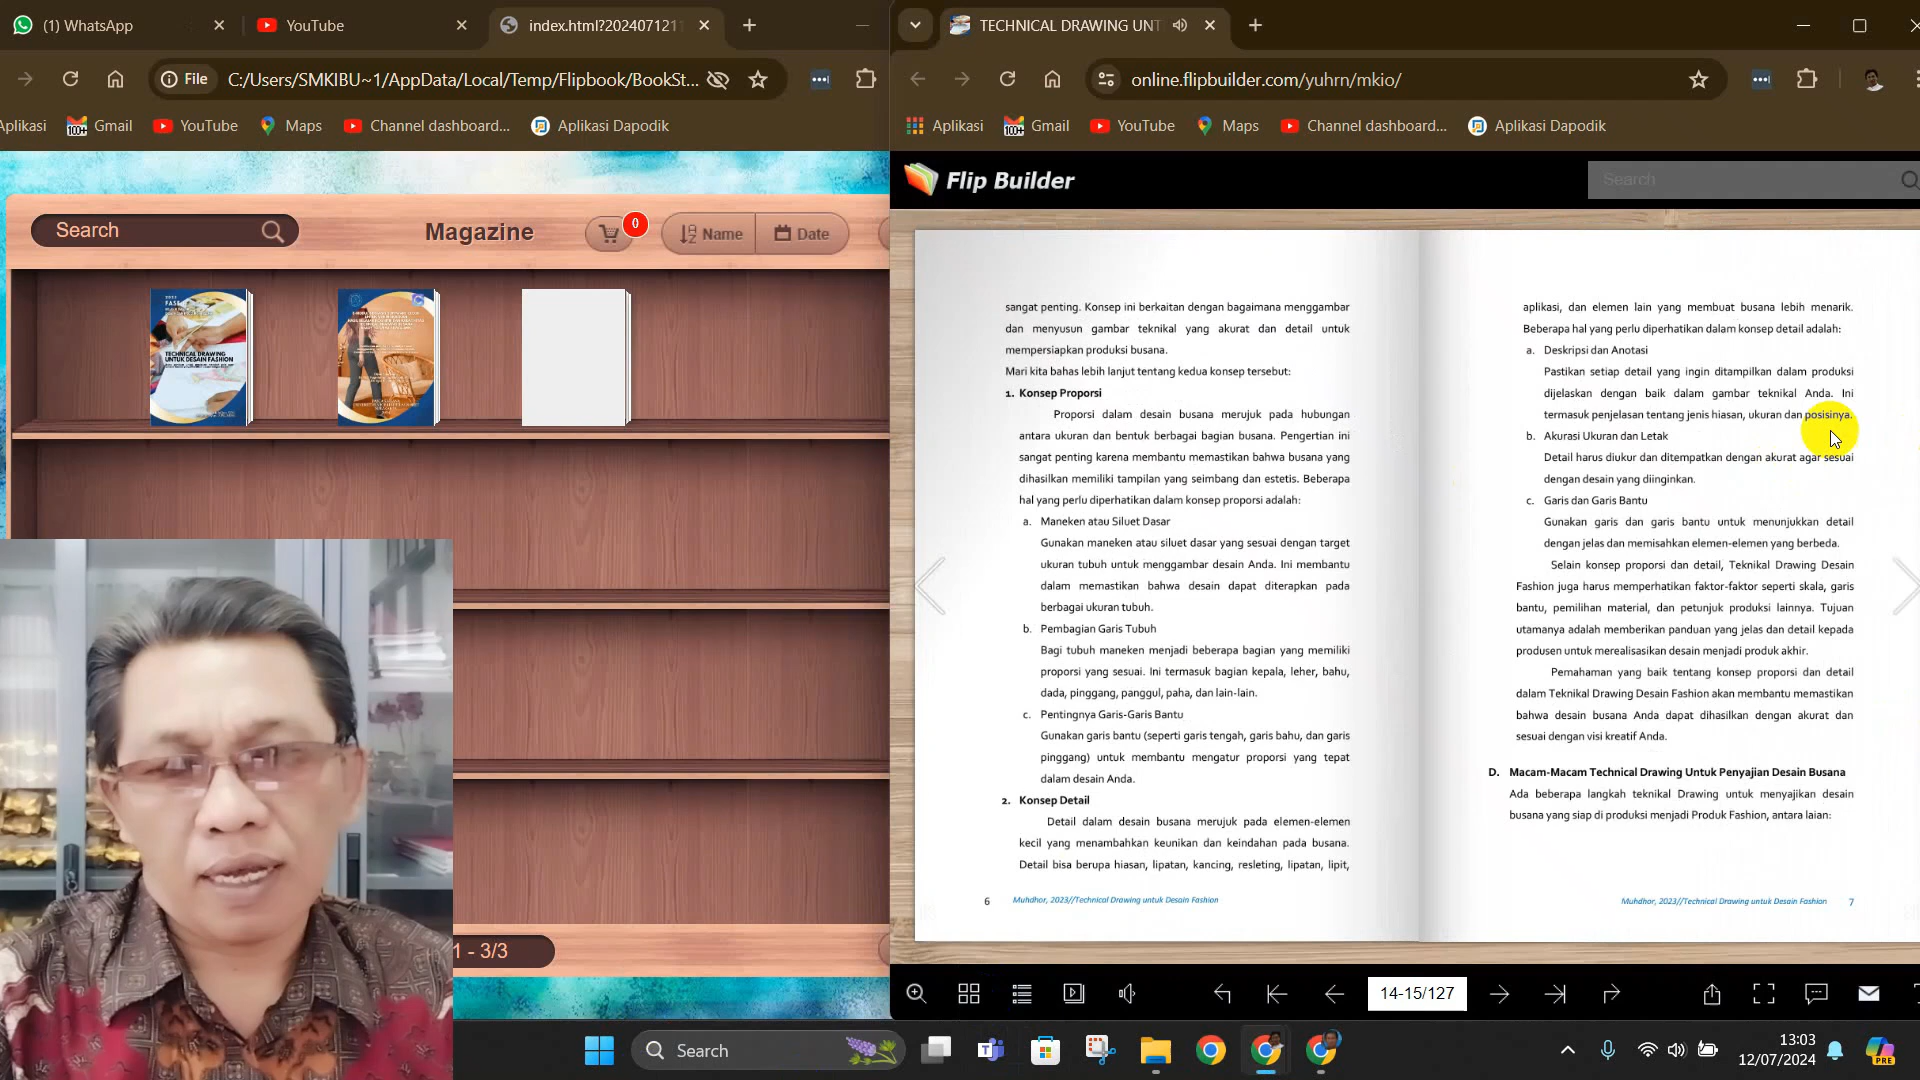 (1) WhatsApp
YouTube
index.html?2024071211
File
C:/Users/SMKIBU~1/AppData/Local/Temp/Flipbook/BookSt...
Aplikasi
Gmail
YouTube
Maps
Channel dashboard...
Aplikasi Dapodik
Search
Magazine
0
Name
Date
TECHNICAL DRAWING
UNTUK DESAIN FASHION
1 - 3/3
TECHNICAL DRAWING UNT
online.flipbuilder.com/yuhrn/mkio/
Aplikasi
Gmail
YouTube
Maps
Channel dashboard...
Aplikasi Dapodik
Flip Builder
Search
sangat penting. Konsep ini berkaitan dengan bagaimana menggambar
dan menyusun gambar teknikal yang akurat dan detail untuk
mempersiapkan produksi busana.
Mari kita bahas lebih lanjut tentang kedua konsep tersebut:
1. Konsep Proporsi
Proporsi dalam desain busana merujuk pada hubungan
antara ukuran dan bentuk berbagai bagian busana. Pengertian ini
sangat penting karena membantu memastikan bahwa busana yang
dihasilkan memiliki tampilan yang seimbang dan estetis. Beberapa
hal yang perlu diperhatikan dalam konsep proporsi adalah:
a. Maneken atau Siluet Dasar
Gunakan maneken atau siluet dasar yang sesuai dengan target
ukuran tubuh untuk menggambar desain Anda. Ini membantu
dalam memastikan bahwa desain dapat diterapkan pada
berbagai ukuran tubuh.
b. Pembagian Garis Tubuh
Bagi tubuh maneken menjadi beberapa bagian yang memiliki
proporsi yang sesuai. Ini termasuk bagian kepala, leher, bahu,
dada, pinggang, panggul, paha, dan lain-lain.
c. Pentingnya Garis-Garis Bantu
Gunakan garis bantu (seperti garis tengah, garis bahu, dan garis
pinggang) untuk membantu mengatur proporsi yang tepat
dalam desain Anda.
2. Konsep Detail
Detail dalam desain busana merujuk pada elemen-elemen
kecil yang menambahkan keunikan dan keindahan pada busana.
Detail bisa berupa hiasan, lipatan, kancing, resleting, lipatan, lipit,
6 Muhdhor, 2023//Technical Drawing untuk Desain Fashion
aplikasi, dan elemen lain yang membuat busana lebih menarik.
Beberapa hal yang perlu diperhatikan dalam konsep detail adalah:
a. Deskripsi dan Anotasi
Pastikan setiap detail yang ingin ditampilkan dalam produksi
dijelaskan dengan baik dalam gambar teknikal Anda. Ini
termasuk penjelasan tentang jenis hiasan, ukuran dan posisinya.
b. Akurasi Ukuran dan Letak
Detail harus diukur dan ditempatkan dengan akurat agar sesuai
dengan desain yang diinginkan.
c. Garis dan Garis Bantu
Gunakan garis dan garis bantu untuk menunjukkan detail
dengan jelas dan memisahkan elemen-elemen yang berbeda.
Selain konsep proporsi dan detail, Teknikal Drawing Desain
Fashion juga harus memperhatikan faktor-faktor seperti skala, garis
bantu, pemilihan material, dan petunjuk produksi lainnya. Tujuan
utamanya adalah memberikan panduan yang jelas dan detail kepada
produsen untuk merealisasikan desain menjadi produk akhir.
Pemahaman yang baik tentang konsep proporsi dan detail
dalam Teknikal Drawing Desain Fashion akan membantu memastikan
bahwa desain busana Anda dapat dihasilkan dengan akurat dan
sesuai dengan visi kreatif Anda.
D. Macam-Macam Technical Drawing Untuk Penyajian Desain Busana
Ada beberapa langkah teknikal Drawing untuk menyajikan desain
busana yang siap di produksi menjadi Produk Fashion, antara laian:
Muhdhor, 2023//Technical Drawing untuk Desain Fashion 7
14-15/127
Search
13:03
12/07/2024
PRE